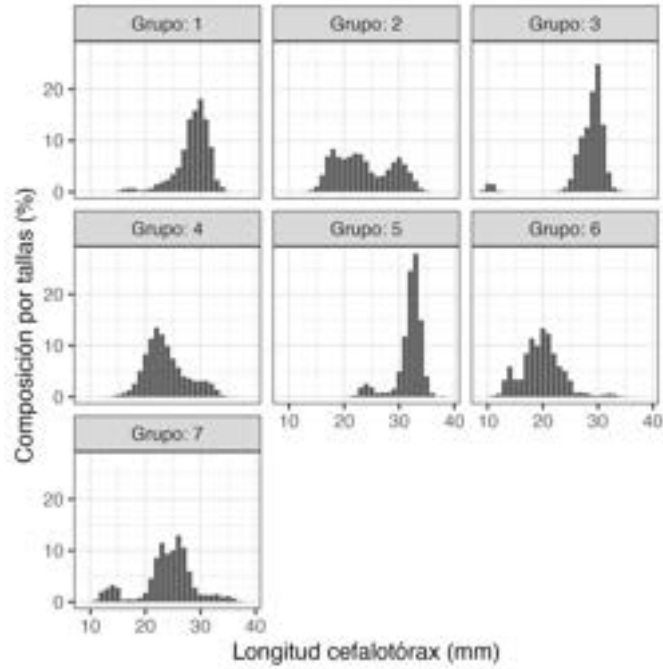 Grupo: 1 Grupo: 2 Grupo: 3
20
10
0
Grupo: 4 Grupo: 5 Grupo: 6
20
10
0
10 20 30 40 10 20 30 40
Grupo: 7
20
10
0
10 20 30 40
Composición por tallas (%)
Longitud cefalotórax (mm)